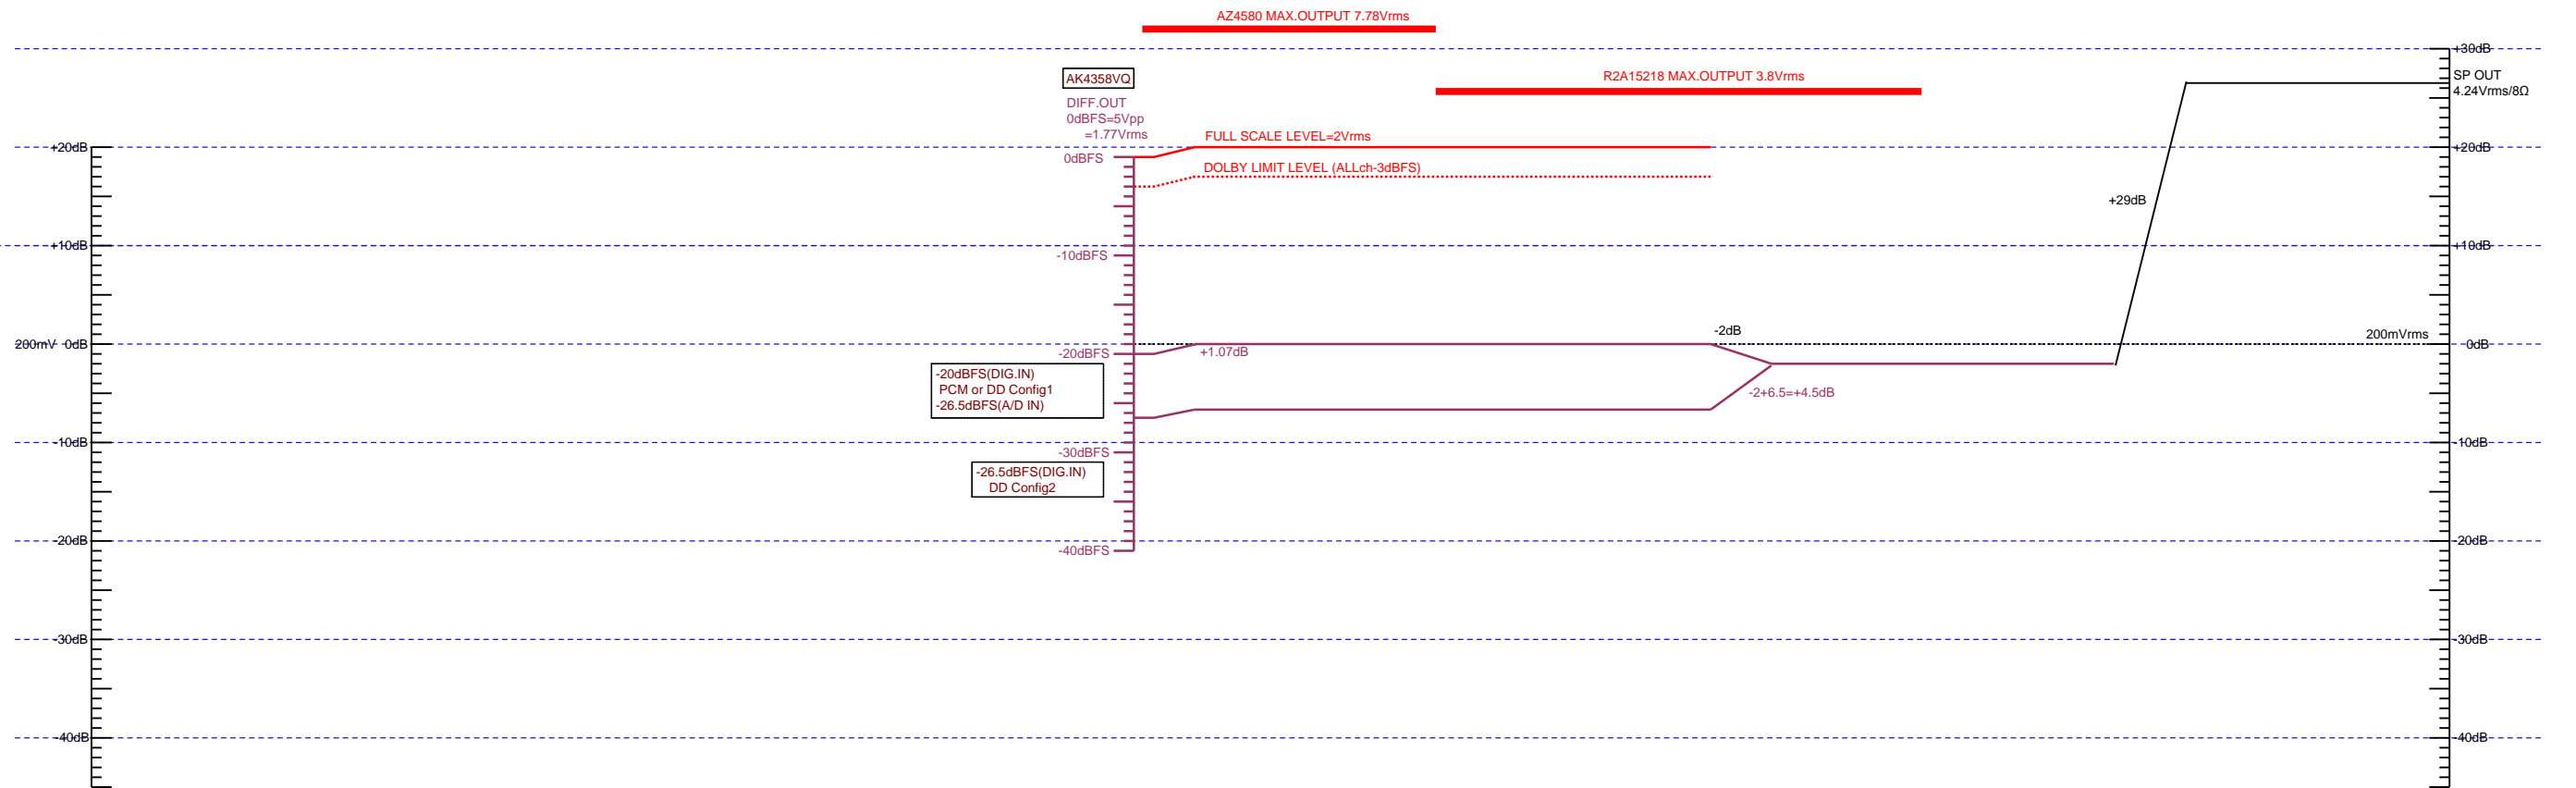 AZ4580 MAX.OUTPUT 7.78Vrms
+30dB
AK4358VQ
R2A15218 MAX.OUTPUT 3.8Vrms
SP OUT
4.24Vrms/8Ω
DIFF.OUT
0dBFS=5Vpp
=1.77Vrms
FULL SCALE LEVEL=2Vrms
+20dB
+20dB
0dBFS
DOLBY LIMIT LEVEL (ALLch-3dBFS)
+29dB
+10dB
+10dB
-10dBFS
-2dB
200mVrms
200mV 0dB
0dB
-20dBFS
+1.07dB
-20dBFS(DIG.IN)
PCM or DD Config1
-26.5dBFS(A/D IN)
-2+6.5=+4.5dB
-10dB
-10dB
-30dBFS
-26.5dBFS(DIG.IN)
DD Config2
-20dB
-20dB
-40dBFS
-30dB
-30dB
-40dB
-40dB